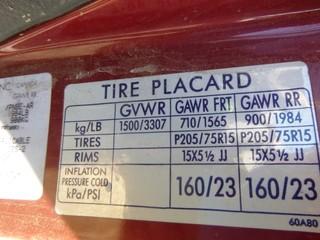 TIRE PLACARD
GVWR GAWR FRT GAWR RR
kg/LB 1500/3307 710/1565 900/1984
TIRES P205/75R15 P205/75R15
RIMS 15X5½ JJ 15X5½ JJ
INFLATION
PRESSURE COLD
kPa/PSI 160/23 160/23
60A80